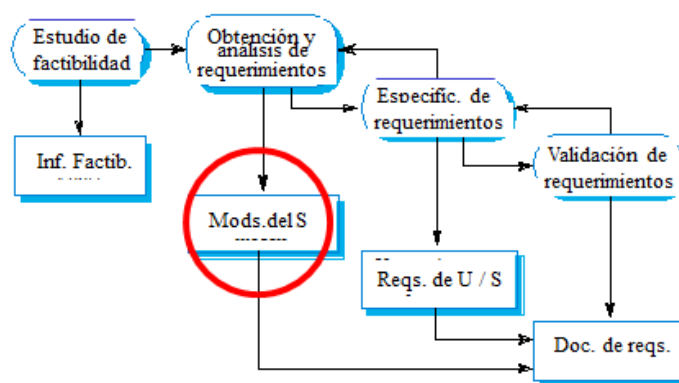 Estudio de
factibilidad
Obtención y
análisis de
requerimientos
Especific. de
requerimientos
Validación de
requerimientos
Inf. Factib.
Mods.del S
Reqs. de U / S
Doc. de reqs.